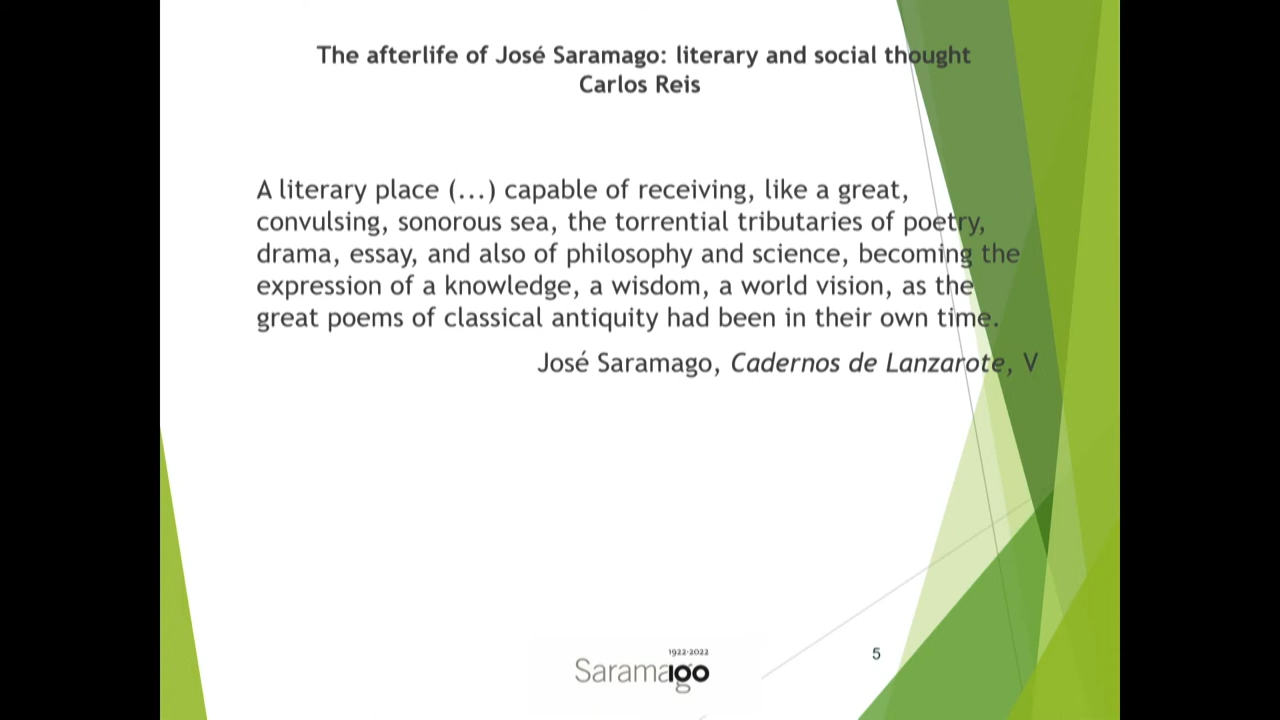 The afterlife of José Saramago: literary and social thought
Carlos Reis
A literary place (...) capable of receiving, like a great,
convulsing, sonorous sea, the torrential tributaries of poetry,
drama, essay, and also of philosophy and science, becoming the
expression of a knowledge, a wisdom, a world vision, as the
great poems of classical antiquity had been in their own time.
José Saramago, Cadernos de Lanzarote, V
1922-2022
Saramago
5